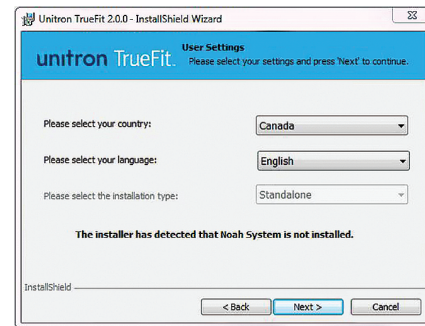 Unitron TrueFit 2.0.0 - InstallShield Wizard
unitron TrueFit.
User Settings
Please select your settings and press 'Next' to continue.
Please select your country:
Canada
Please select your language:
English
Please select the installation type:
Standalone
The installer has detected that Noah System is not installed.
InstallShield
< Back
Next >
Cancel